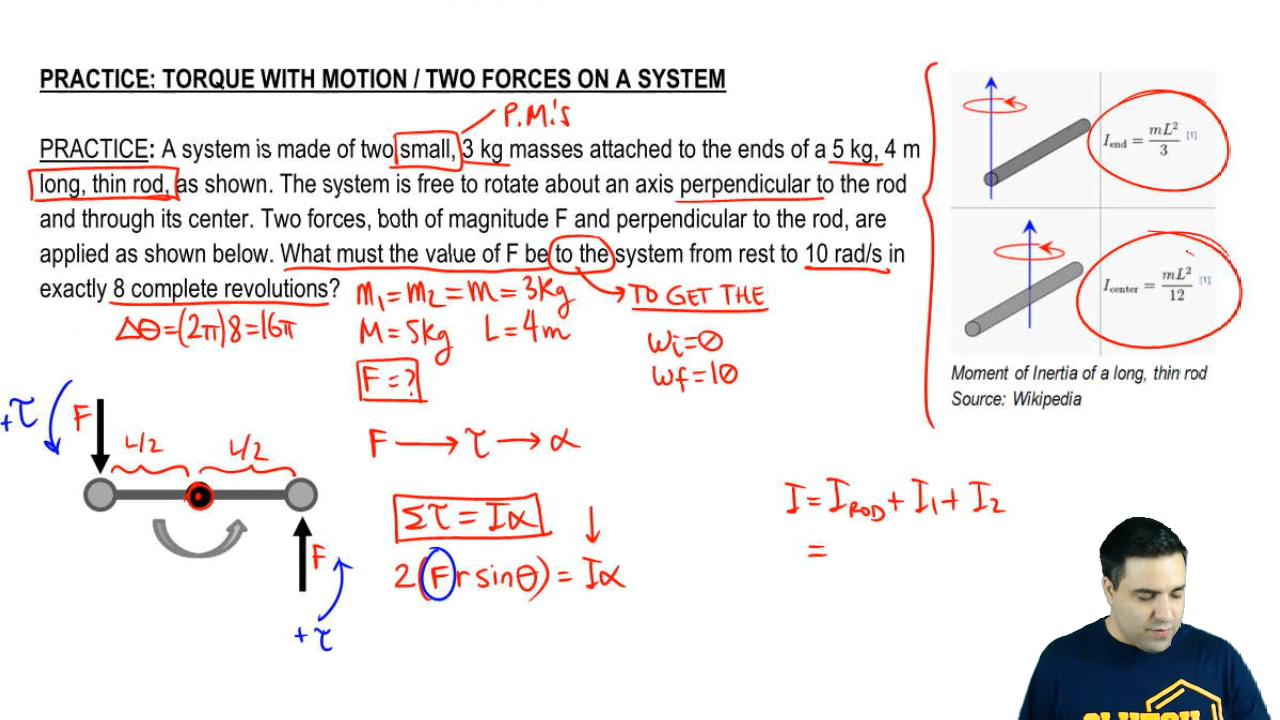 PRACTICE: TORQUE WITH MOTION / TWO FORCES ON A SYSTEM
P.M.'s
PRACTICE: A system is made of two small, 3 kg masses attached to the ends of a 5 kg, 4 m
long, thin rod, as shown. The system is free to rotate about an axis perpendicular to the rod
and through its center. Two forces, both of magnitude F and perpendicular to the rod, are
applied as shown below. What must the value of F be to the system from rest to 10 rad/s in
exactly 8 complete revolutions?
m₁=m₂=m=3kg
TO GET THE
Δθ=(2π)8=16π
M=5kg L=4m
ωi=0
F=?
ωf=10
I_end = mL²/3 [1]
I_center = mL²/12 [1]
Moment of Inertia of a long, thin rod
Source: Wikipedia
+τ
F
L/2
L/2
F
+τ
F → τ → α
Στ=Iα
2(F r sinθ)=Iα
I=I_ROD+I₁+I₂
=